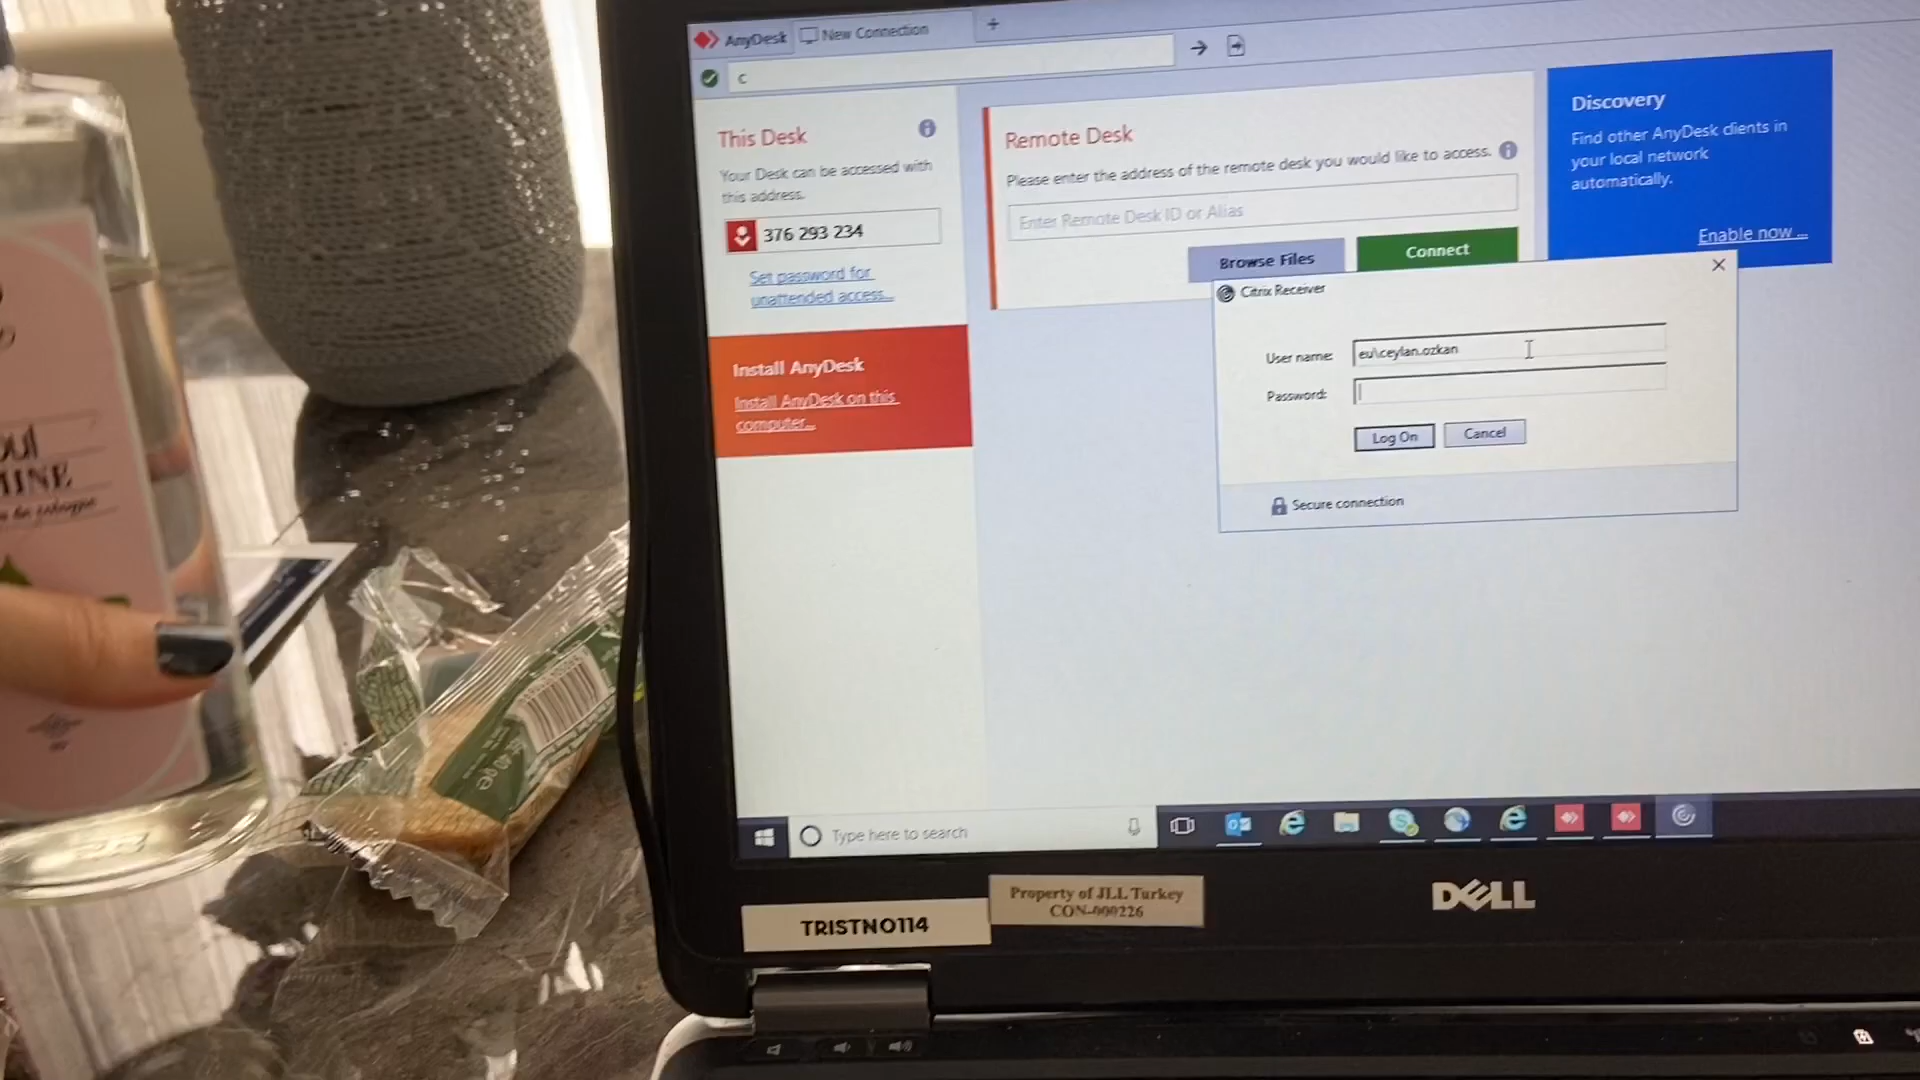 AnyDesk
New Connection
+
c
This Desk
Your Desk can be accessed with
this address.
376 293 234
Set password for
unattended access...
Install AnyDesk
Install AnyDesk on this
computer...
Remote Desk
Please enter the address of the remote desk you would like to access.
Enter Remote Desk ID or Alias
Browse Files
Connect
Discovery
Find other AnyDesk clients in
your local network
automatically.
Enable now ...
Citrix Receiver
User name:
eu\ceylan.ozkan
Password:
Log On
Cancel
Secure connection
Type here to search
TRISTNO114
Property of JLL Turkey
CON-000226
DELL
MINE
40 ge